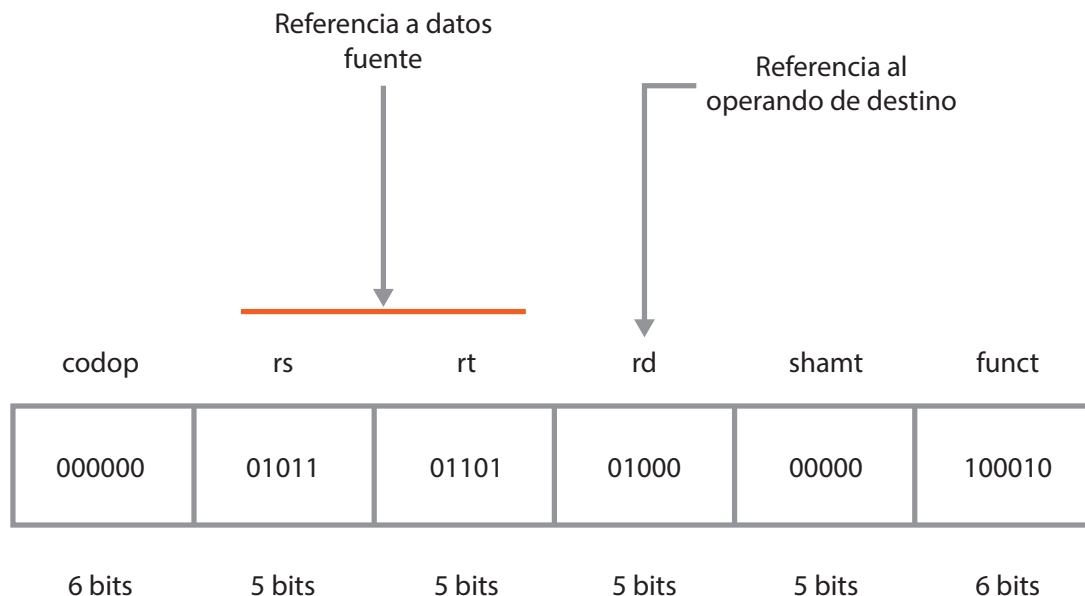 Referencia a datos
fuente
Referencia al
operando de destino
codop rs rt rd shamt funct
000000 01011 01101 01000 00000 100010
6 bits 5 bits 5 bits 5 bits 5 bits 6 bits